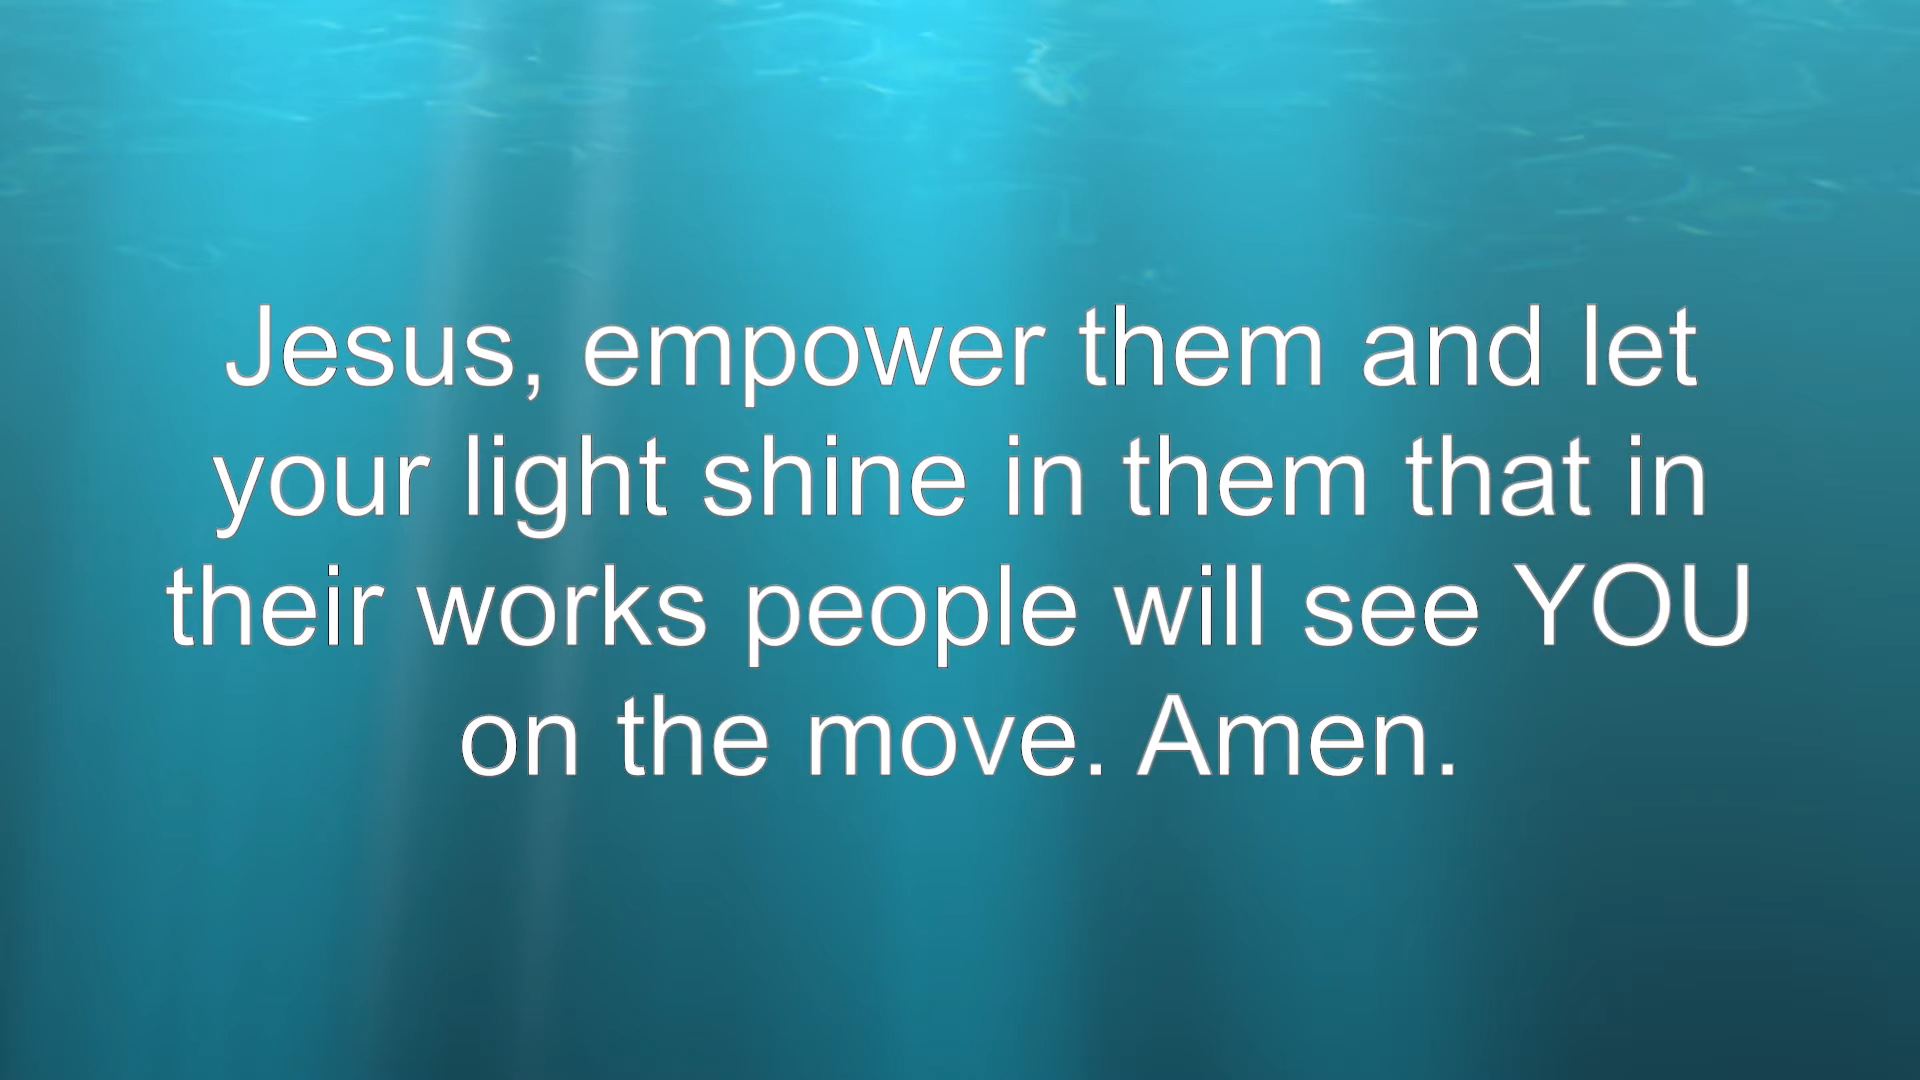 Jesus, empower them and let
your light shine in them that in
their works people will see YOU
on the move. Amen.